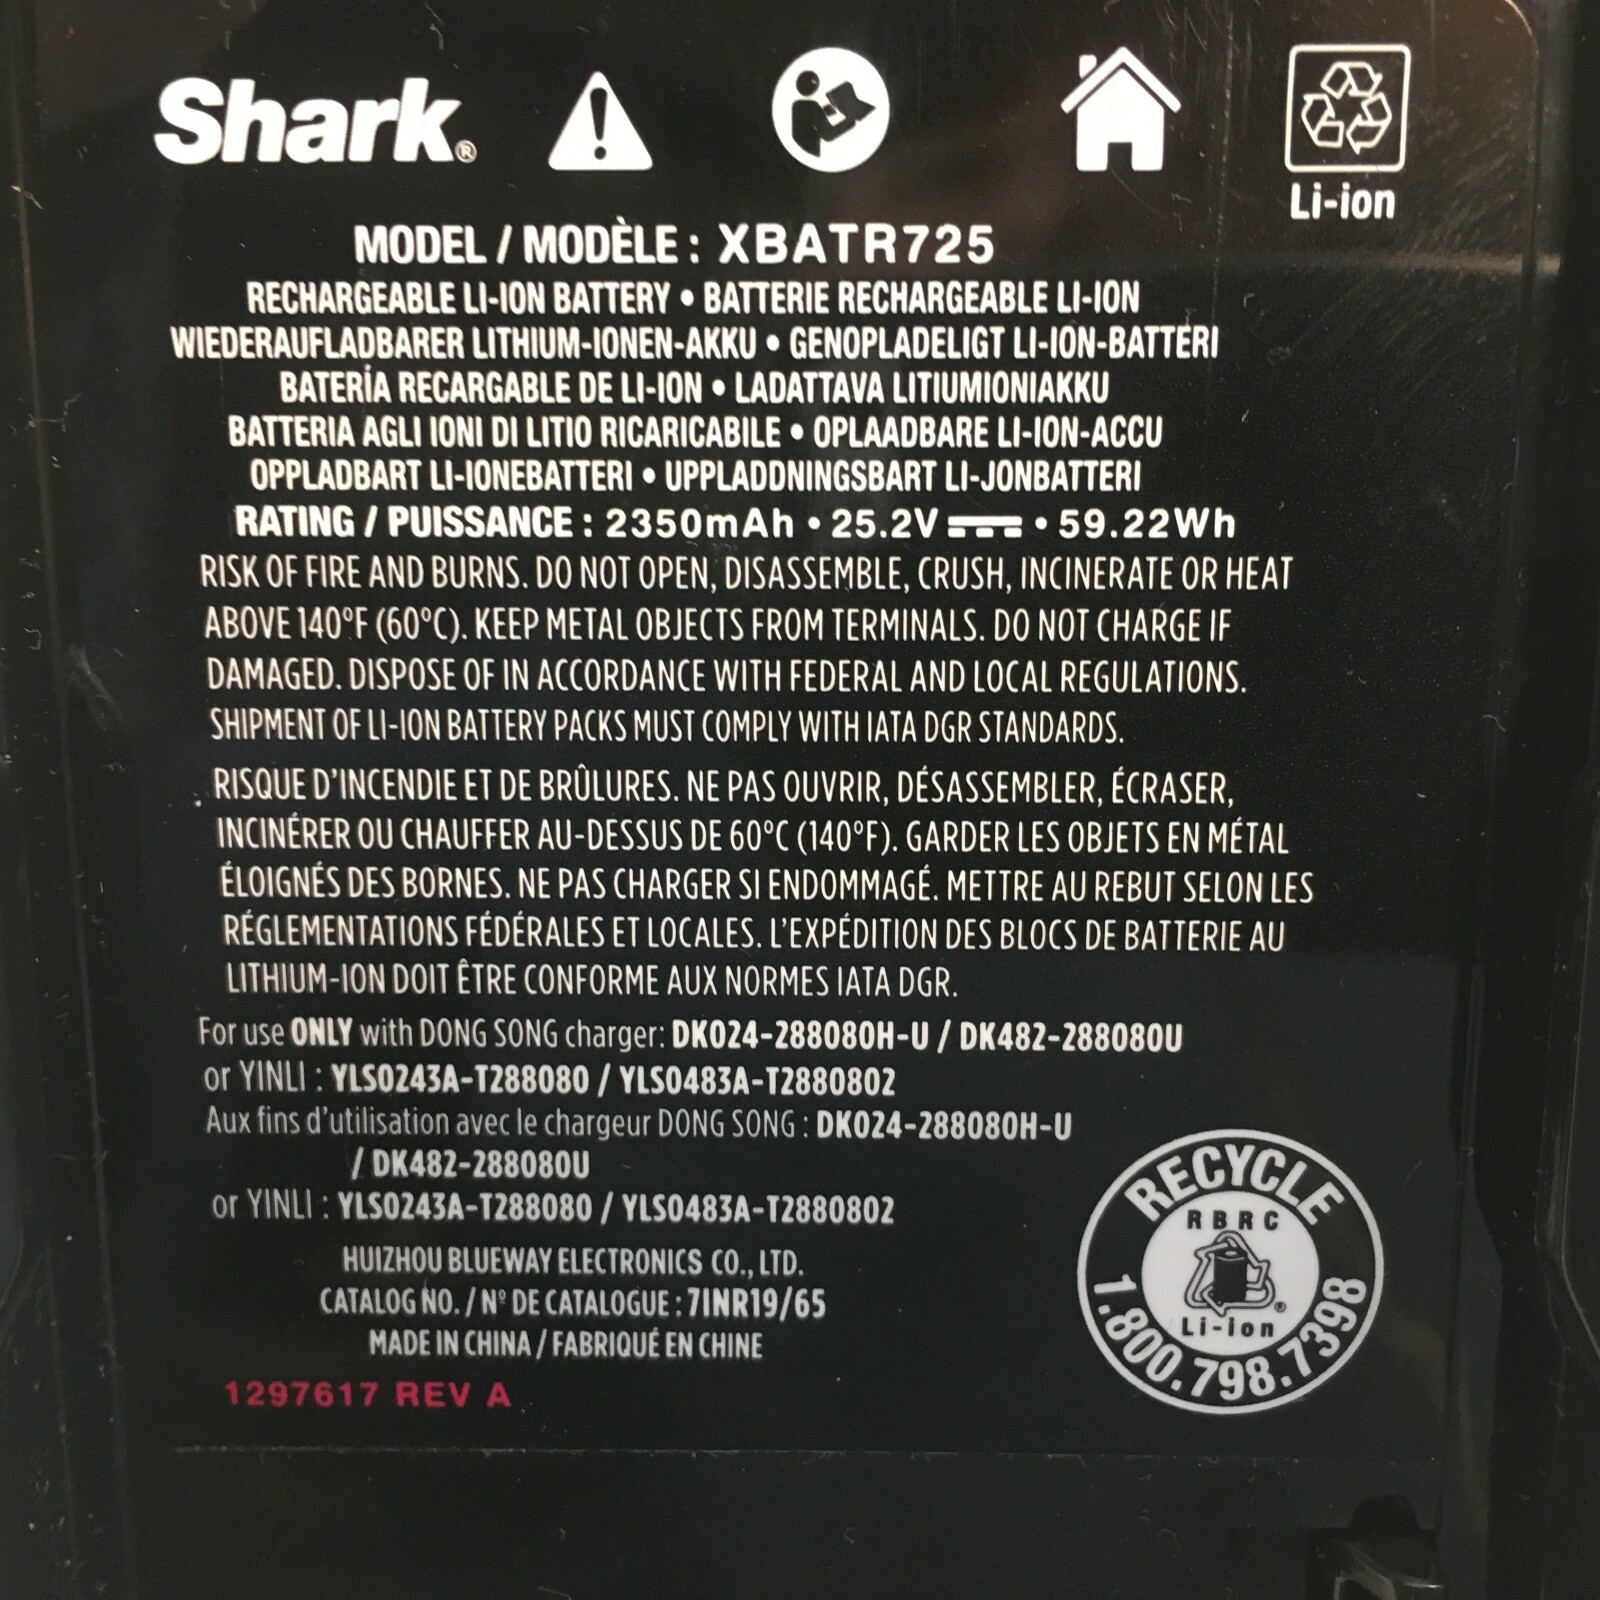 Shark®
Li-ion
MODEL / MODÈLE : XBATR725
RECHARGEABLE LI-ION BATTERY • BATTERIE RECHARGEABLE LI-ION
WIEDERAUFLADBARER LITHIUM-IONEN-AKKU • GENOPLADELIGT LI-ION-BATTERI
BATERÍA RECARGABLE DE LI-ION • LADATTAVA LITIUMIONIAKKU
BATTERIA AGLI IONI DI LITIO RICARICABILE • OPLAADBARE LI-ION-ACCU
OPPLADBART LI-IONEBATTERI • UPPLADDNINGSBART LI-JONBATTERI
RATING / PUISSANCE : 2350mAh • 25.2V ⎓ • 59.22Wh
RISK OF FIRE AND BURNS. DO NOT OPEN, DISASSEMBLE, CRUSH, INCINERATE OR HEAT
ABOVE 140°F (60°C). KEEP METAL OBJECTS FROM TERMINALS. DO NOT CHARGE IF
DAMAGED. DISPOSE OF IN ACCORDANCE WITH FEDERAL AND LOCAL REGULATIONS.
SHIPMENT OF LI-ION BATTERY PACKS MUST COMPLY WITH IATA DGR STANDARDS.
RISQUE D'INCENDIE ET DE BRÛLURES. NE PAS OUVRIR, DÉSASSEMBLER, ÉCRASER,
INCINÉRER OU CHAUFFER AU-DESSUS DE 60°C (140°F). GARDER LES OBJETS EN MÉTAL
ÉLOIGNÉS DES BORNES. NE PAS CHARGER SI ENDOMMAGÉ. METTRE AU REBUT SELON LES
RÉGLEMENTATIONS FÉDÉRALES ET LOCALES. L'EXPÉDITION DES BLOCS DE BATTERIE AU
LITHIUM-ION DOIT ÊTRE CONFORME AUX NORMES IATA DGR.
For use ONLY with DONG SONG charger: DK024-288080H-U / DK482-288080U
or YINLI : YLS0243A-T288080 / YLS0483A-T2880802
Aux fins d'utilisation avec le chargeur DONG SONG : DK024-288080H-U
/ DK482-288080U
or YINLI : YLS0243A-T288080 / YLS0483A-T2880802
HUIZHOU BLUEWAY ELECTRONICS CO., LTD.
CATALOG NO. / Nº DE CATALOGUE : 7INR19/65
MADE IN CHINA / FABRIQUÉ EN CHINE
1297617 REV A
RECYCLE
RBRC
®
Li-ion
1.800.798.7398